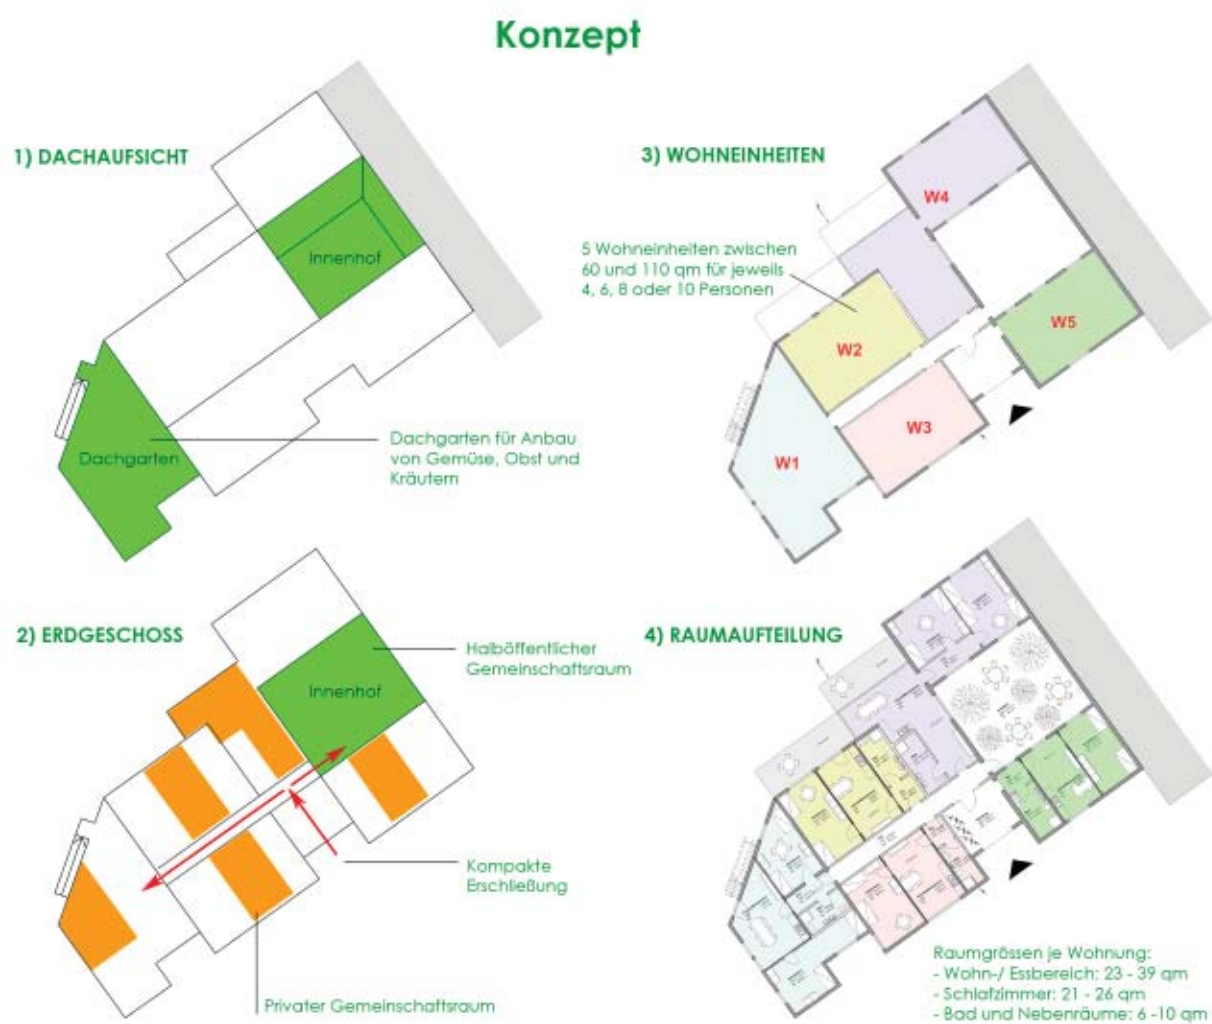 Konzept
1) DACHAUFSICHT
Innenhof
Dachgarten
Dachgarten für Anbau
von Gemüse, Obst und
Kräutern
3) WOHNEINHEITEN
5 Wohneinheiten zwischen
60 und 110 qm für jeweils
4, 6, 8 oder 10 Personen
W4
W5
W2
W3
W1
2) ERDGESCHOSS
Innenhof
Halböffentlicher
Gemeinschaftsraum
Kompakte
Erschließung
Privater Gemeinschaftsraum
4) RAUMAUFTEILUNG
Raumgrössen je Wohnung:
- Wohn-/ Essbereich: 23 - 39 qm
- Schlafzimmer: 21 - 26 qm
- Bad und Nebenräume: 6 -10 qm